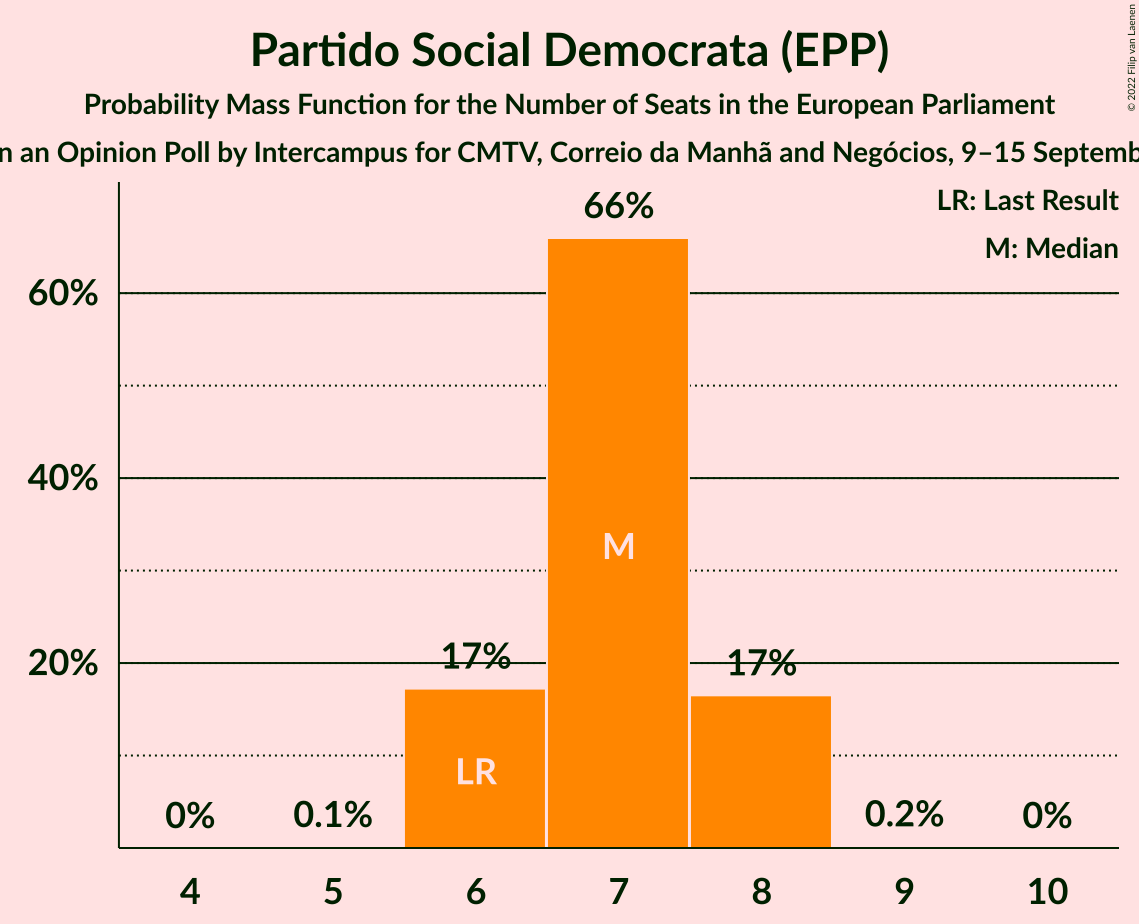 Partido Social Democrata (EPP)
Probability Mass Function for the Number of Seats in the European Parliament
an Opinion Poll by Intercampus for CMTV, Correio da Manhã and Negócios, 9–15
LR: Last Result
M: Median
66%
60%
40%
M
20%
17%
17%
LR
0%
0.1%
0.2%
0%
4
5
6
7
8
9
10
© 2022 Filip van Laenen